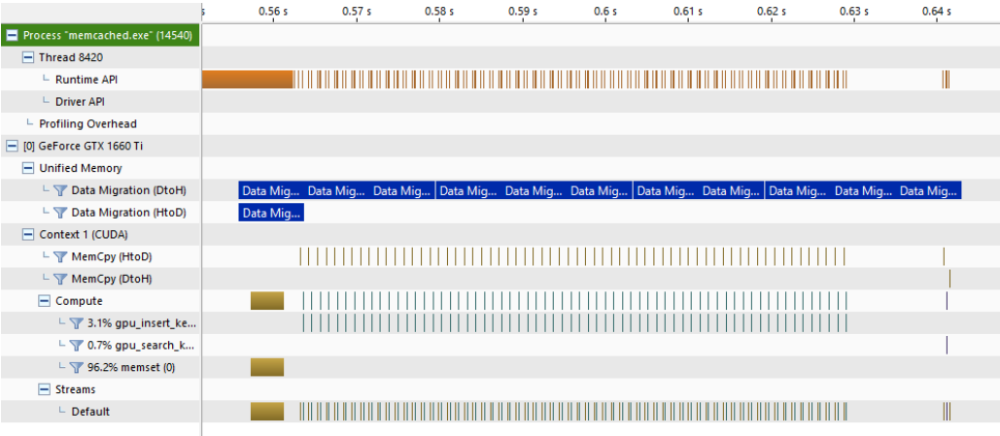 s 0.56 s 0.57 s 0.58 s 0.59 s 0.6 s 0.61 s 0.62 s 0.63 s 0.64 s
Process "memcached.exe" (14540)
Thread 8420
Runtime API
Driver API
Profiling Overhead
[0] GeForce GTX 1660 Ti
Unified Memory
Data Migration (DtoH) Data Mig... Data Mig... Data Mig... Data Mig... Data Mig... Data Mig... Data Mig... Data Mig... Data Mig... Data Mig... Data Mig...
Data Migration (HtoD) Data Mig...
Context 1 (CUDA)
MemCpy (HtoD)
MemCpy (DtoH)
Compute
3.1% gpu_insert_ke...
0.7% gpu_search_k...
96.2% memset (0)
Streams
Default